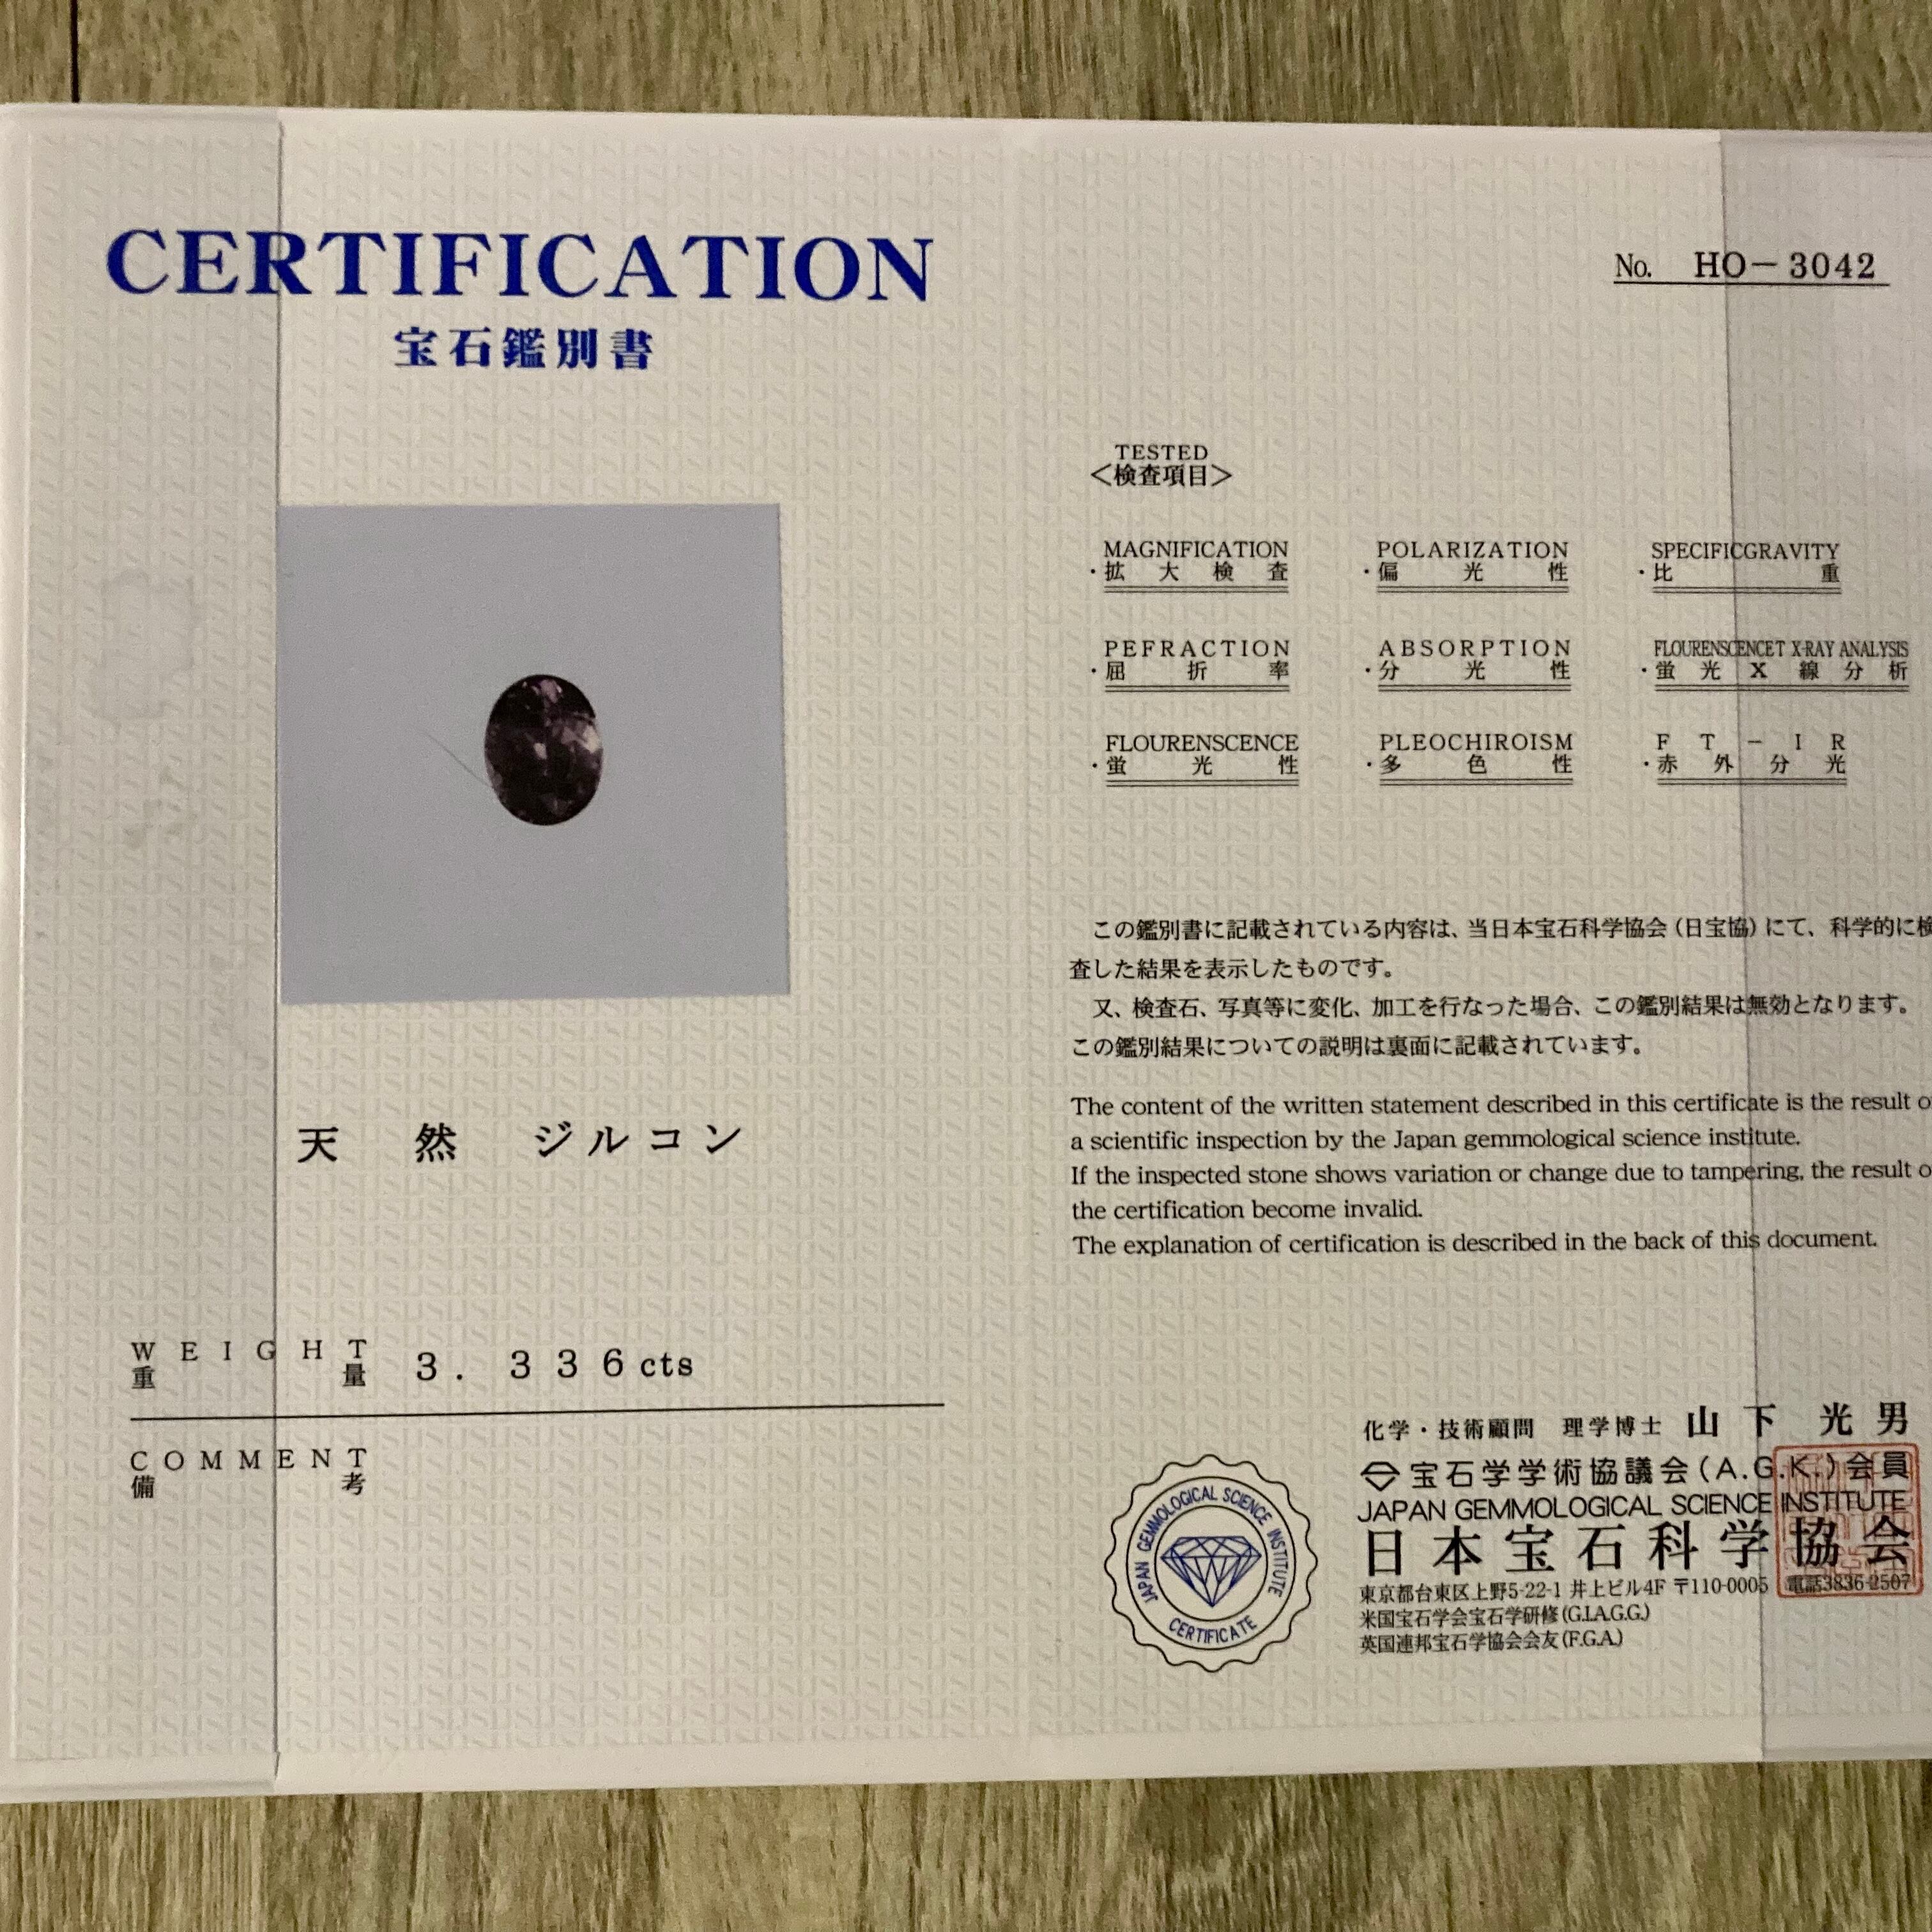 CERTIFICATION
宝石鑑別書
No. HO－3042
TESTED
＜検査項目＞
MAGNIFICATION
・拡大検査
POLARIZATION
・偏光性
SPECIFICGRAVITY
・比重
PEFRACTION
・屈折率
ABSORPTION
・分光性
FLOURENSCENCET X-RAY ANALYSIS
・蛍光X線分析
FLOURENSCENCE
・蛍光性
PLEOCHIROISM
・多色性
FT－IR
・赤外分光
天然 ジルコン
WEIGHT
重量 3.336cts
COMMENT
備考
この鑑別書に記載されている内容は、当日本宝石科学協会（日宝協）にて、科学的に検
査した結果を表示したものです。
又、検査石、写真等に変化、加工を行なった場合、この鑑別結果は無効となります。
この鑑別結果についての説明は裏面に記載されています。
The content of the written statement described in this certificate is the result o
a scientific inspection by the Japan gemmological science institute.
If the inspected stone shows variation or change due to tampering, the result o
the certification become invalid.
The explanation of certification is described in the back of this document.
化学・技術顧問 理学博士 山下 光男
宝石学学術協議会（A.G.K.）会員
JAPAN GEMMOLOGICAL SCIENCE INSTITUTE
日本宝石科学協会
東京都台東区上野5-22-1 井上ビル4F 〒110-0005 電話3836-2507
米国宝石学会宝石学研修（G.I.A.G.G.）
英国連邦宝石学協会会友（F.G.A.）
JAPAN GEMMOLOGICAL SCIENCE INSTITUTE
CERTIFICATE